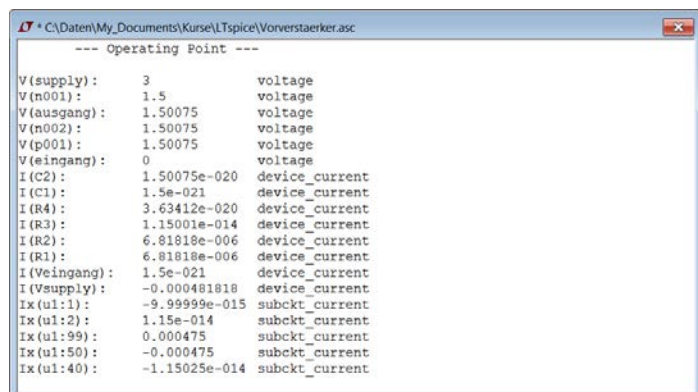 * C:\Daten\My_Documents\Kurse\LTspice\Vorverstaerker.asc
--- Operating Point ---
V(supply): 3 voltage
V(n001): 1.5 voltage
V(ausgang): 1.50075 voltage
V(n002): 1.50075 voltage
V(p001): 1.50075 voltage
V(eingang): 0 voltage
I(C2): 1.50075e-020 device_current
I(C1): 1.5e-021 device_current
I(R4): 3.63412e-020 device_current
I(R3): 1.15001e-014 device_current
I(R2): 6.81818e-006 device_current
I(R1): 6.81818e-006 device_current
I(Veingang): 1.5e-021 device_current
I(Vsupply): -0.000481818 device_current
Ix(u1:1): -9.99999e-015 subckt_current
Ix(u1:2): 1.15e-014 subckt_current
Ix(u1:99): 0.000475 subckt_current
Ix(u1:50): -0.000475 subckt_current
Ix(u1:40): -1.15025e-014 subckt_current